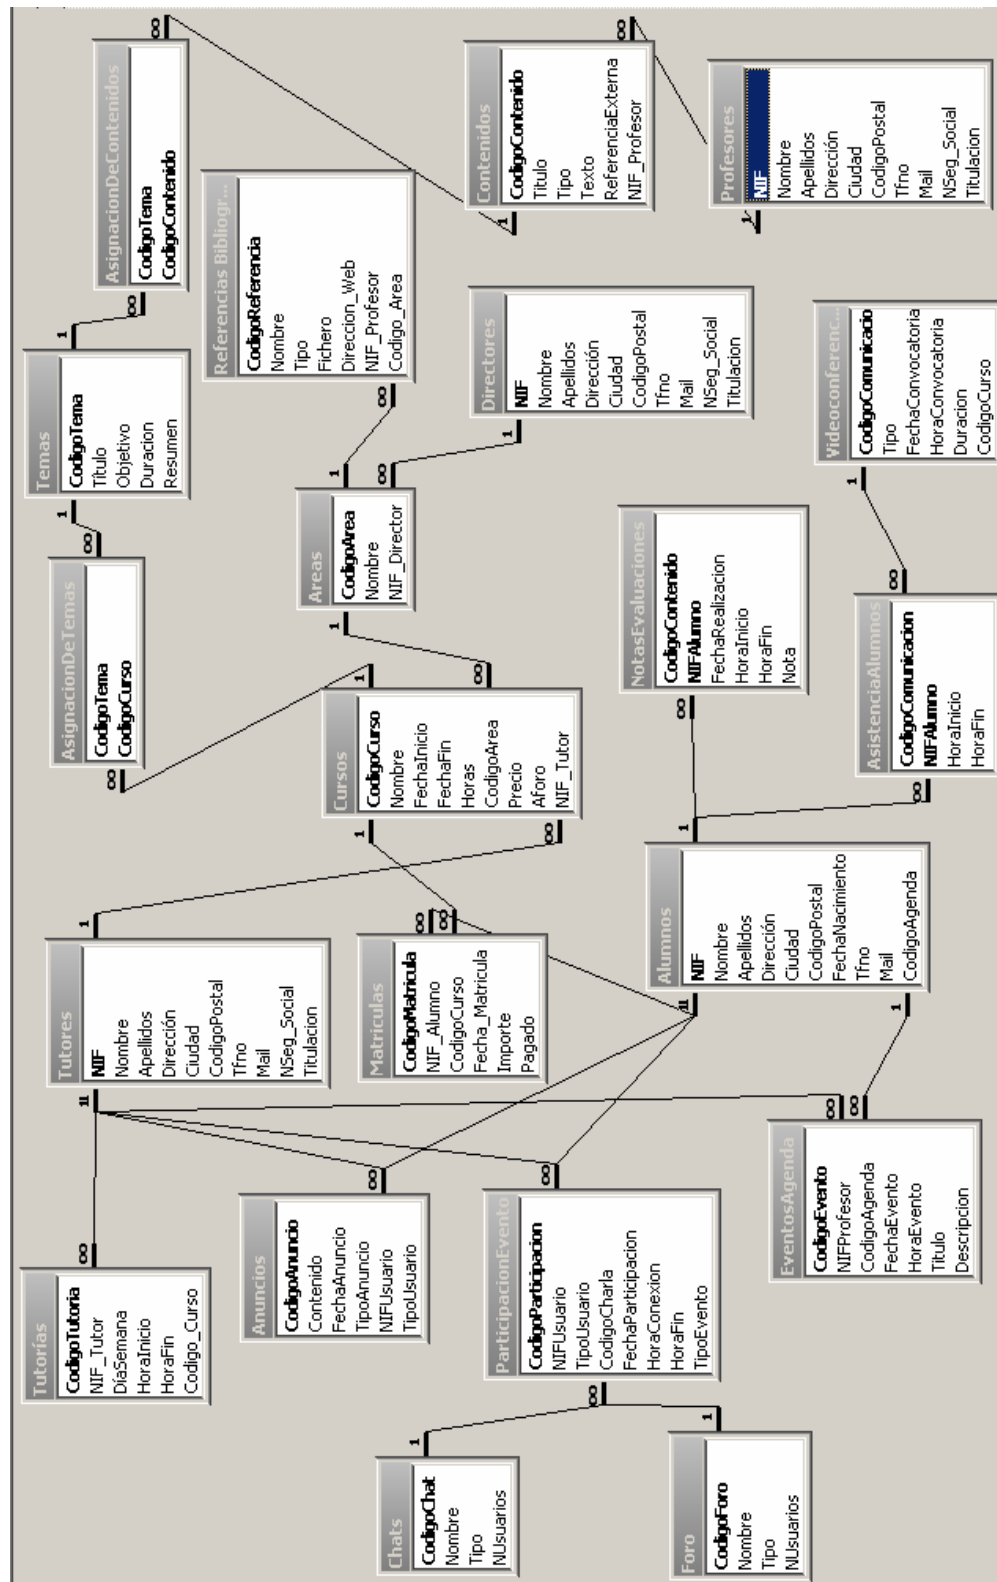 Tutorías
CodigoTutoria
NIF_Tutor
DíaSemana
HoraInicio
HoraFin
Codigo_Curso
Tutores
NIF
Nombre
Apellidos
Dirección
Ciudad
CodigoPostal
Tfno
Mail
NSeg_Social
Titulacion
AsignacionDeTemas
CodigoTema
CodigoCurso
Temas
CodigoTema
Título
Objetivo
Duracion
Resumen
AsignacionDeContenidos
CodigoTema
CodigoContenido
Anuncios
CodigoAnuncio
Contenido
FechaAnuncio
TipoAnuncio
NIFUsuario
TipoUsuario
Matriculas
CodigoMatricula
NIF_Alumno
CodigoCurso
Fecha_Matricula
Importe
Pagado
Cursos
CodigoCurso
Nombre
FechaInicio
FechaFin
Horas
CodigoArea
Precio
Aforo
NIF_Tutor
Areas
CodigoArea
Nombre
NIF_Director
Referencias Bibliogr...
CodigoReferencia
Nombre
Tipo
Fichero
Direccion_Web
NIF_Profesor
Codigo_Area
Chats
CodigoChat
Nombre
Tipo
NUsuarios
ParticipacionEvento
CodigoParticipacion
NIFUsuario
TipoUsuario
CodigoCharla
FechaParticipacion
HoraConexion
HoraFin
TipoEvento
Directores
NIF
Nombre
Apellidos
Dirección
Ciudad
CodigoPostal
Tfno
Mail
NSeg_Social
Titulacion
Contenidos
CodigoContenido
Titulo
Tipo
Texto
ReferenciaExterna
NIF_Profesor
Foro
CodigoForo
Nombre
Tipo
NUsuarios
Alumnos
NIF
Nombre
Apellidos
Dirección
Ciudad
CodigoPostal
FechaNacimiento
Tfno
Mail
CodigoAgenda
NotasEvaluaciones
CodigoContenido
NIFAlumno
FechaRealizacion
HoraInicio
HoraFin
Nota
Profesores
NIF
Nombre
Apellidos
Dirección
Ciudad
CodigoPostal
Tfno
Mail
NSeg_Social
Titulacion
EventosAgenda
CodigoEvento
NIFProfesor
CodigoAgenda
FechaEvento
HoraEvento
Titulo
Descripcion
AsistenciaAlumnos
CodigoComunicacion
NIFAlumno
HoraInicio
HoraFin
Videoconferenc...
CodigoComunicacio
Tipo
FechaConvocatoria
HoraConvocatoria
Duracion
CodigoCurso